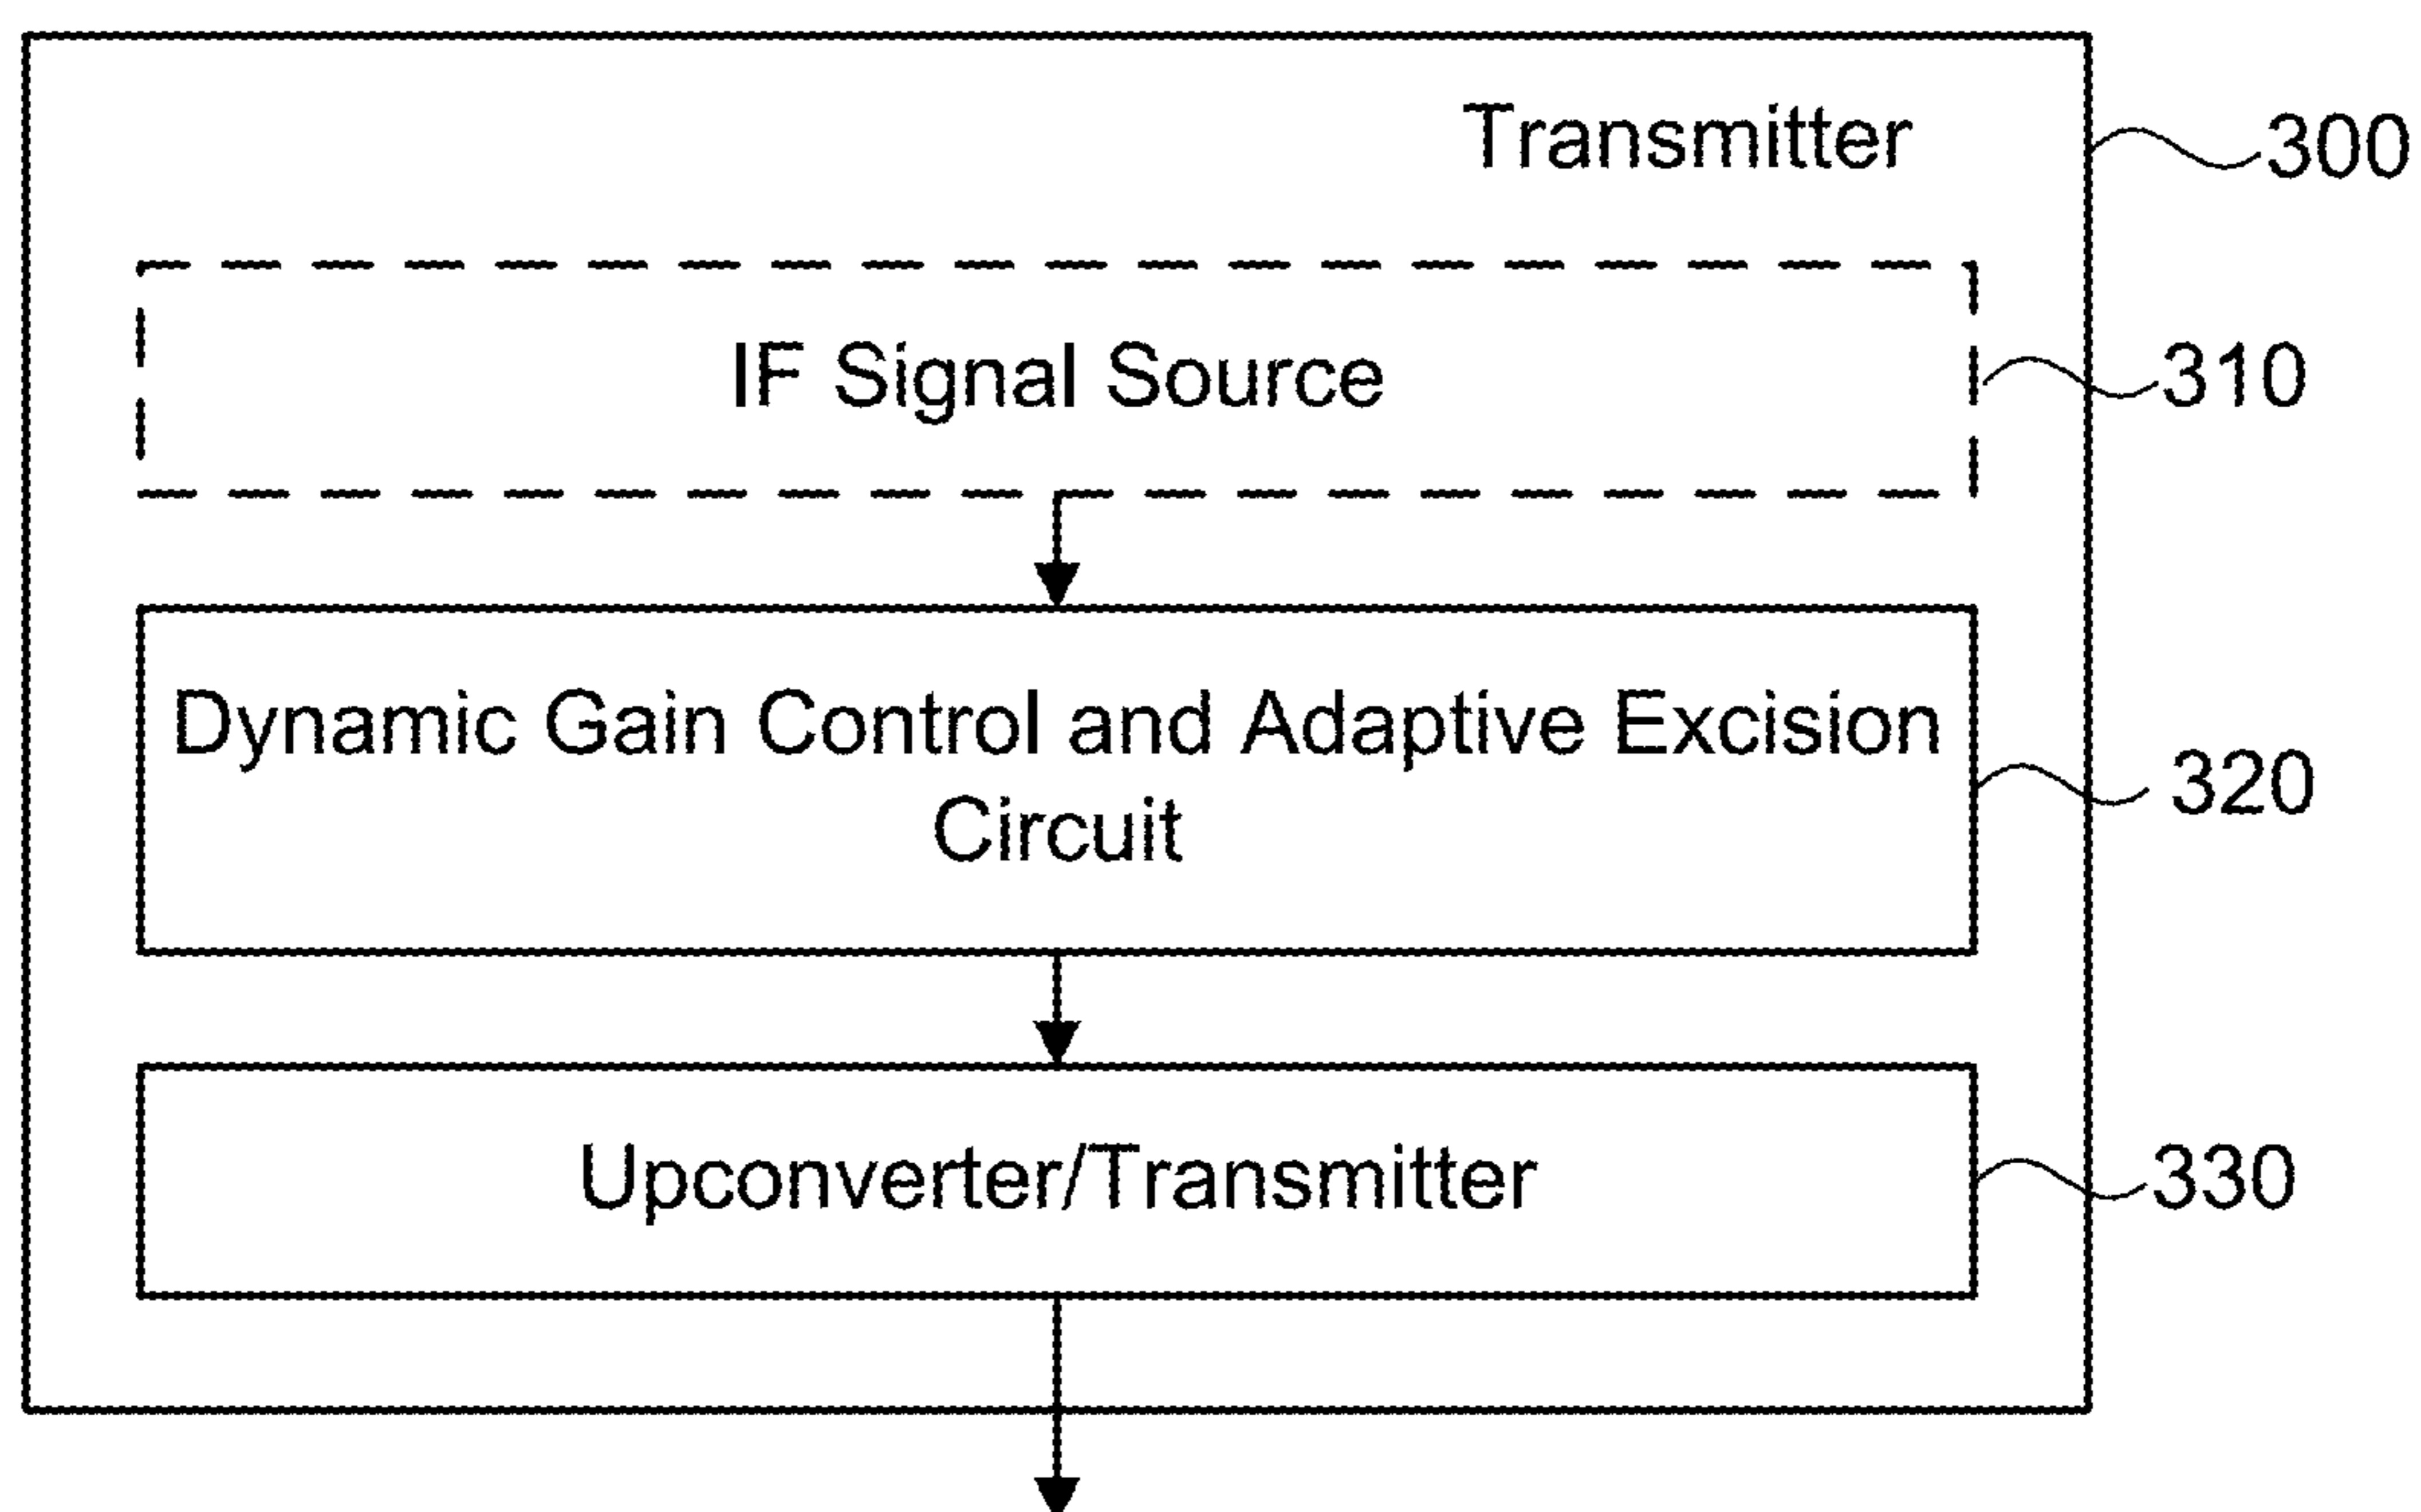 Transmitter
300
IF Signal Source
310
Dynamic Gain Control and Adaptive Excision
Circuit
320
Upconverter/Transmitter
330